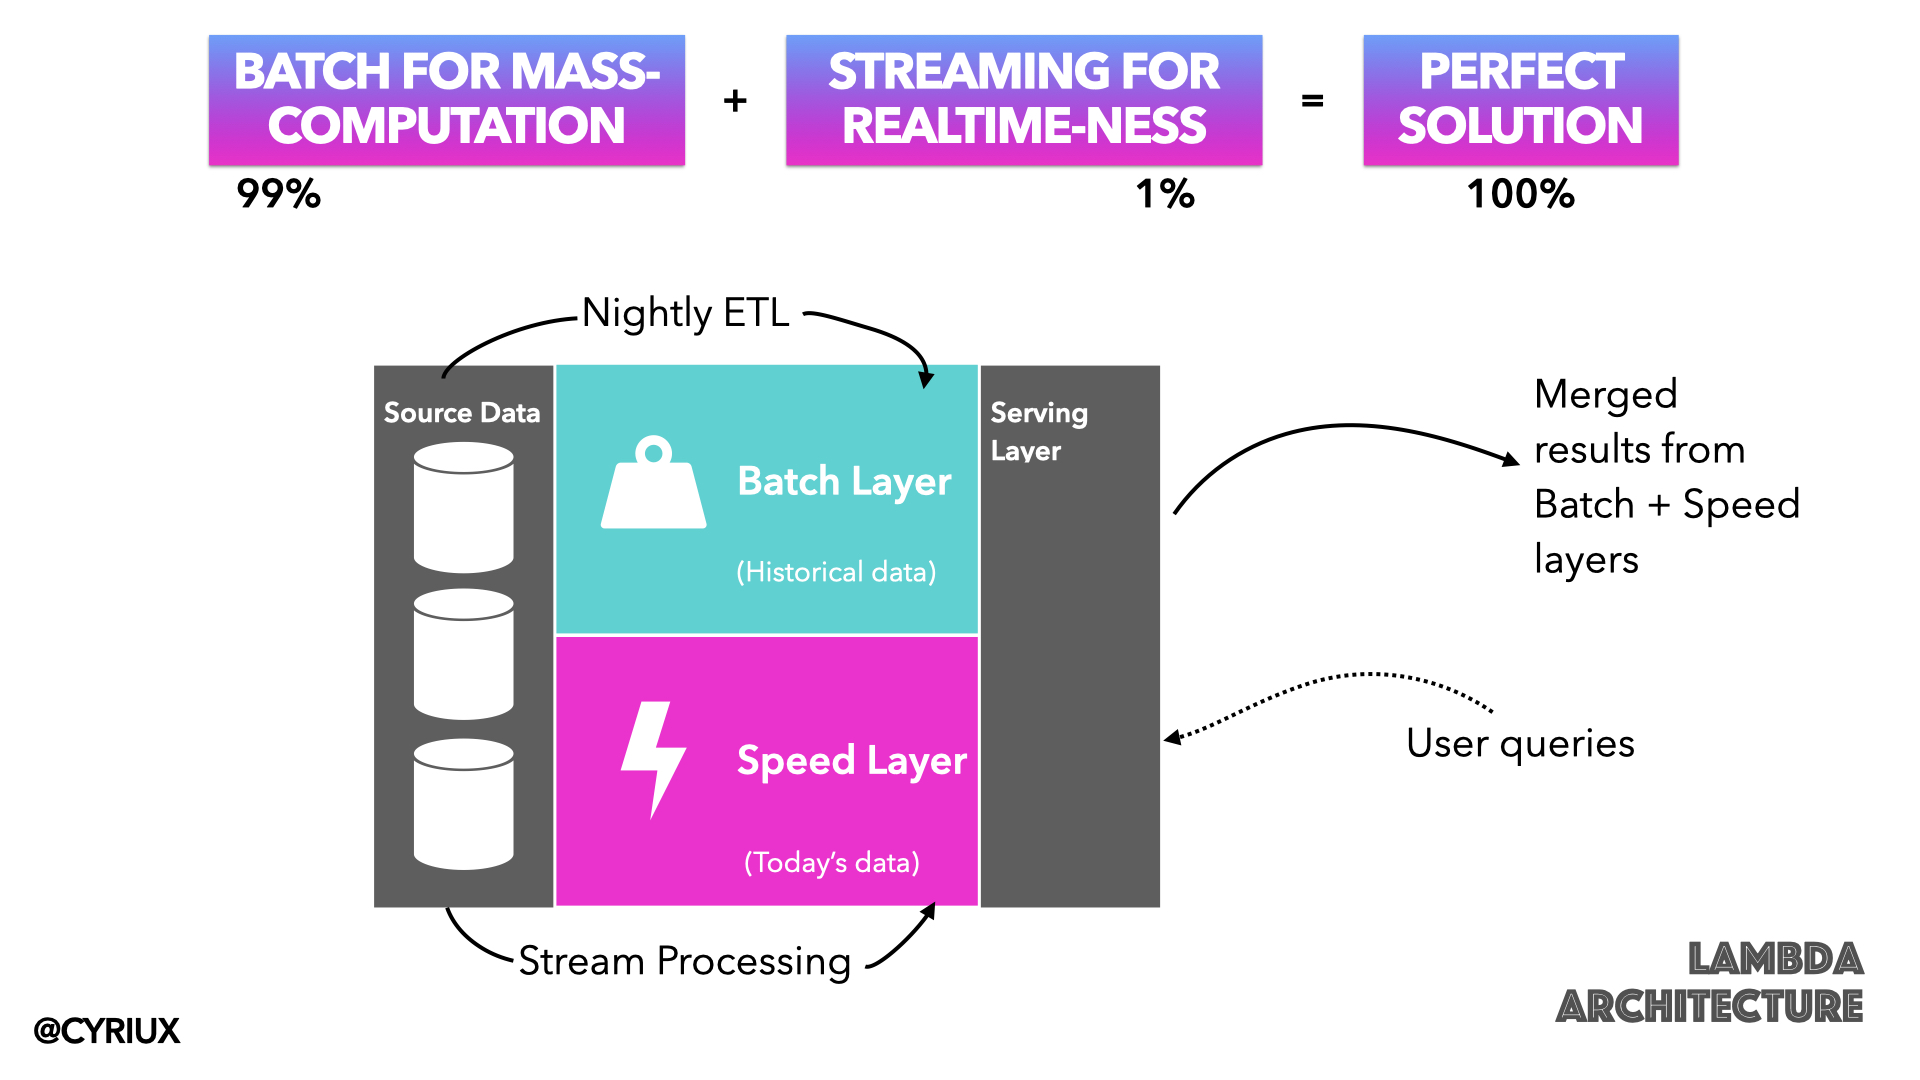 BATCH FOR MASS-
COMPUTATION
+
STREAMING FOR
REALTIME-NESS
=
PERFECT
SOLUTION
99%
1%
100%
Nightly ETL
Source Data
Batch Layer
(Historical data)
Speed Layer
(Today’s data)
Serving
Layer
Stream Processing
Merged
results from
Batch + Speed
layers
User queries
LAMBDA
ARCHITECTURE
@CYRIUX